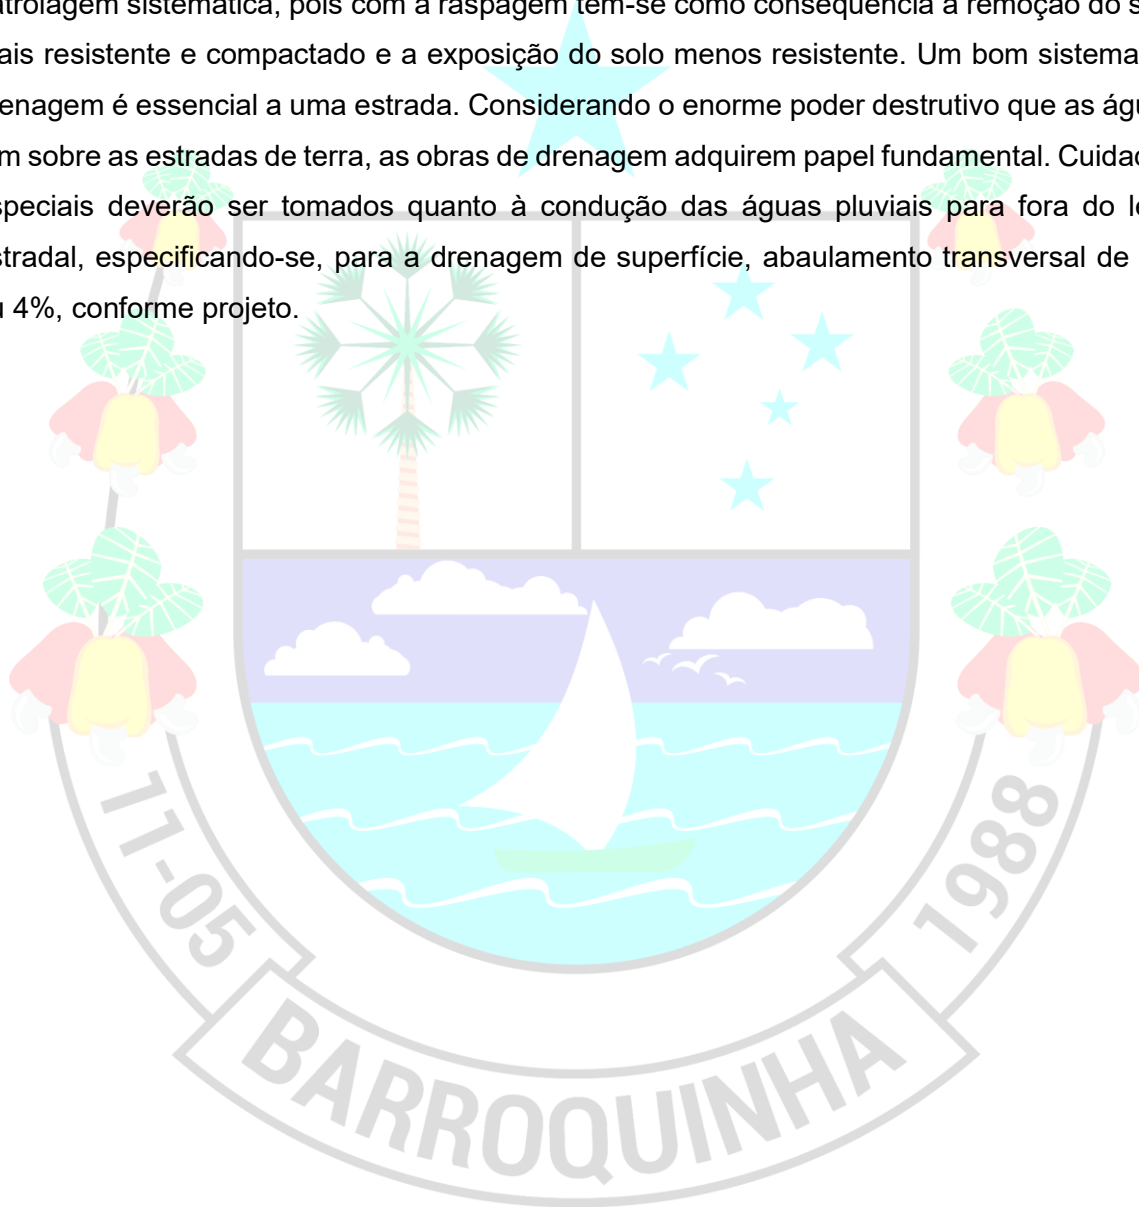 atrolagem sistemática, pois com a raspagem tem-se como consequência a remoção do s
ais resistente e compactado e a exposição do solo menos resistente. Um bom sistema
enagem é essencial a uma estrada. Considerando o enorme poder destrutivo que as águ
m sobre as estradas de terra, as obras de drenagem adquirem papel fundamental. Cuidad
speciais deverão ser tomados quanto à condução das águas pluviais para fora do le
stradal, especificando-se, para a drenagem de superfície, abaulamento transversal de
u 4%, conforme projeto.
11-05
1988
BARROQUINHA